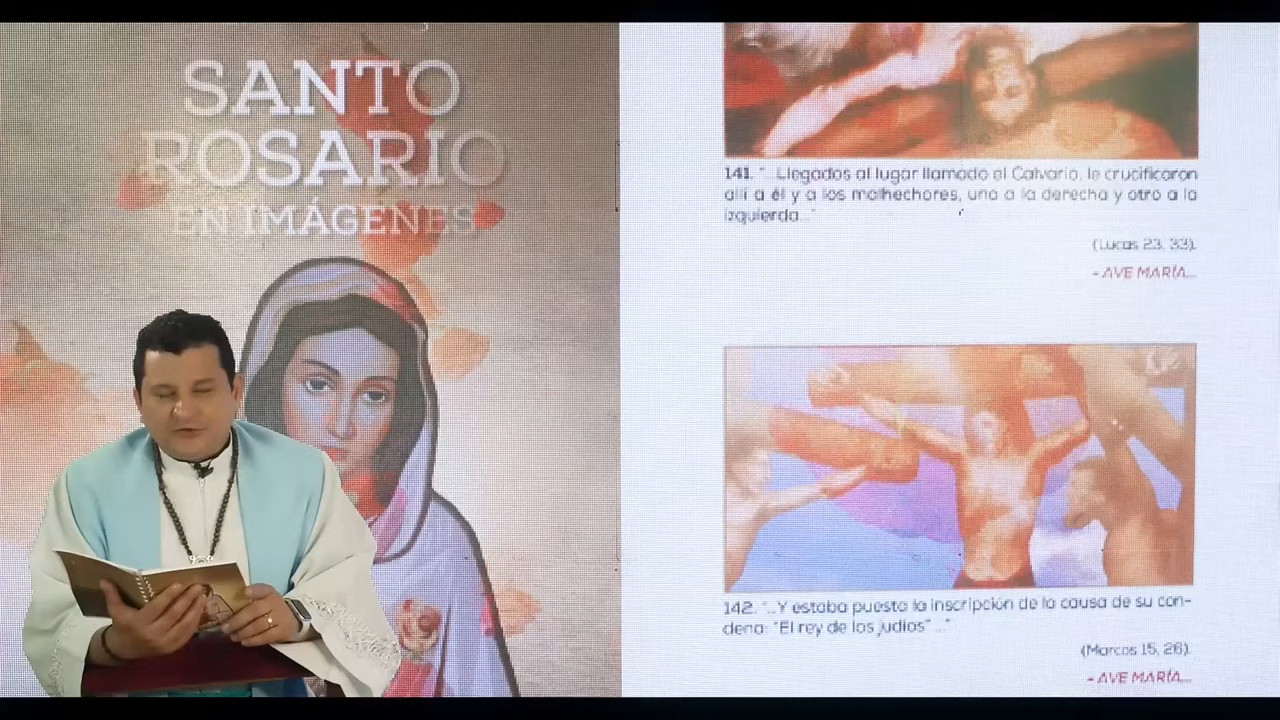 SANTO
ROSARIO
EN IMÁGENES
141. "...Llegados al lugar llamado el Calvario, le crucificaron
allí a él y a los malhechores, uno a la derecha y otro a la
izquierda..."
(Lucas 23, 33).
- AVE MARÍA...
142. "...Y estaba puesta la inscripción de la causa de su con-
dena: "El rey de los judíos" ..."
(Marcos 15, 26).
- AVE MARÍA...